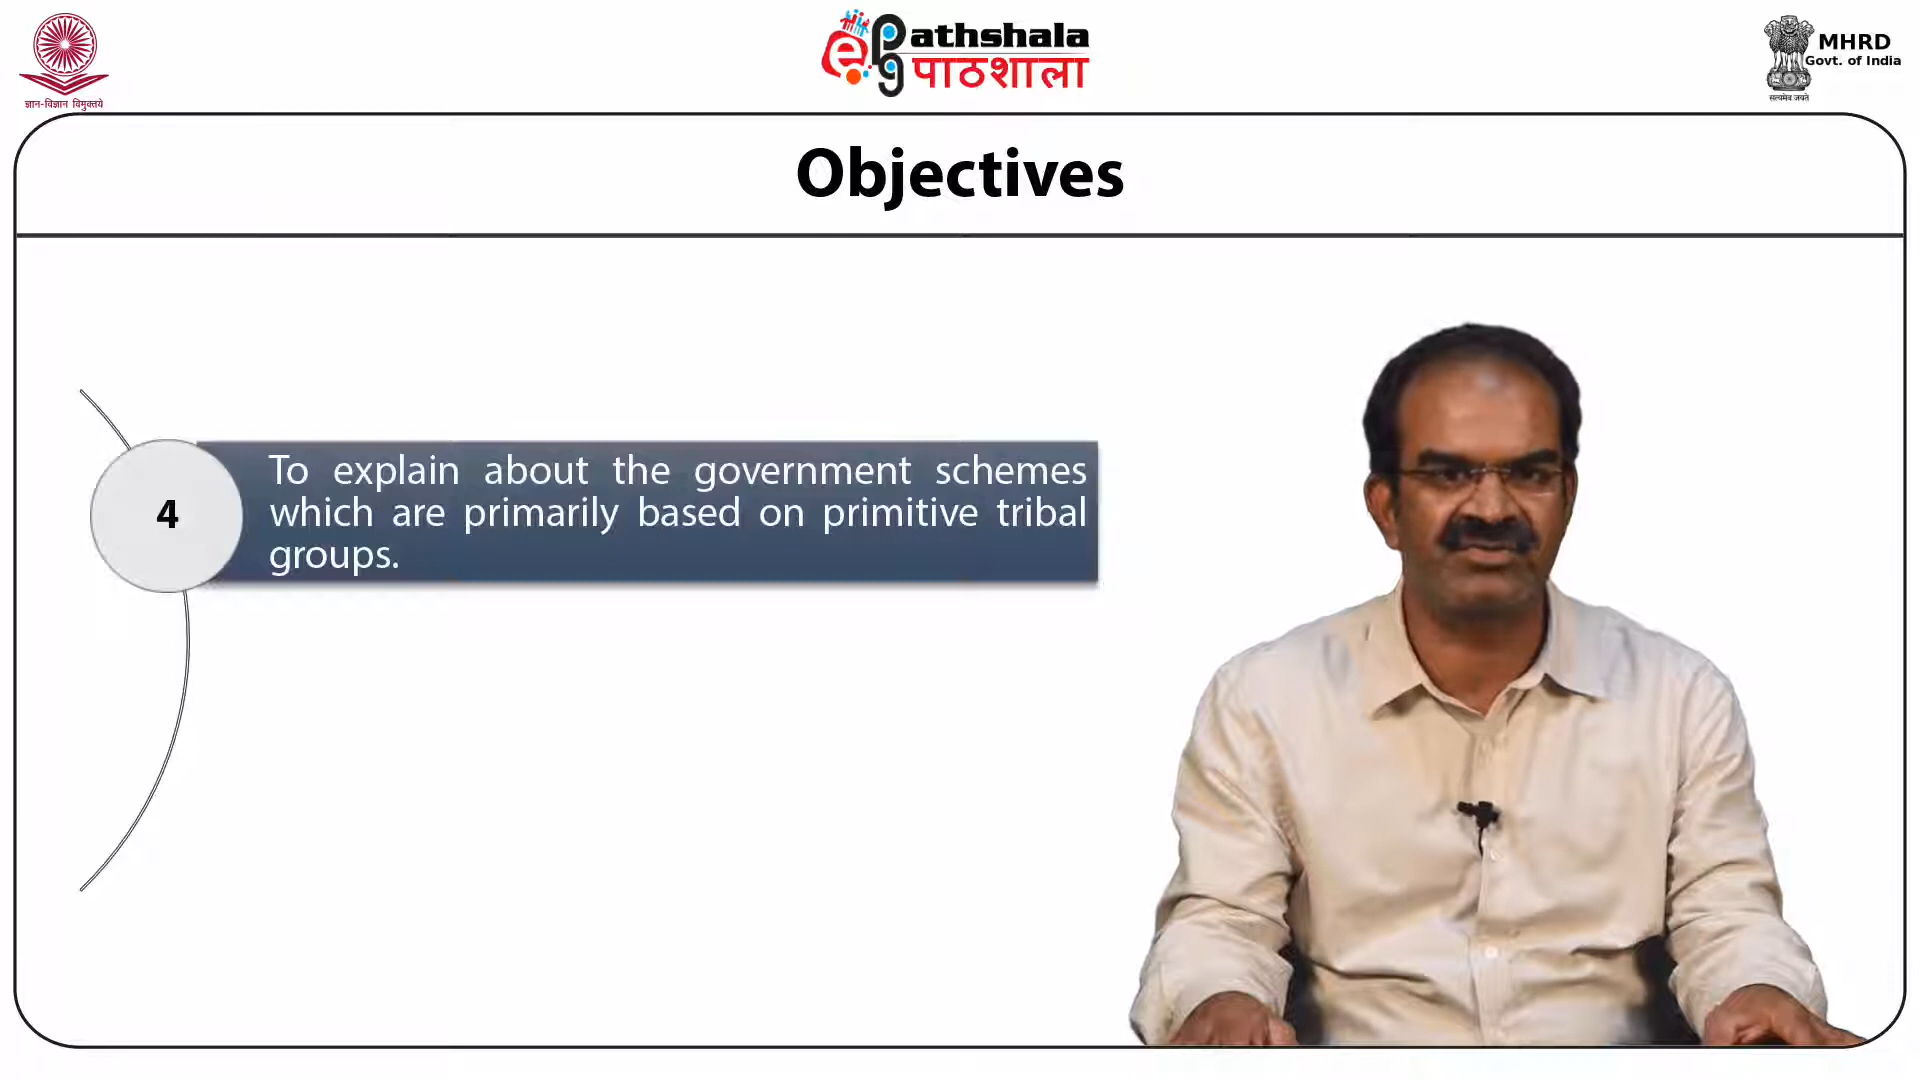 ज्ञान-विज्ञान विमुक्तये
e Pathshala
पाठशाला
MHRD
Govt. of India
सत्यमेव जयते
Objectives
4
To explain about the government schemes
which are primarily based on primitive tribal
groups.